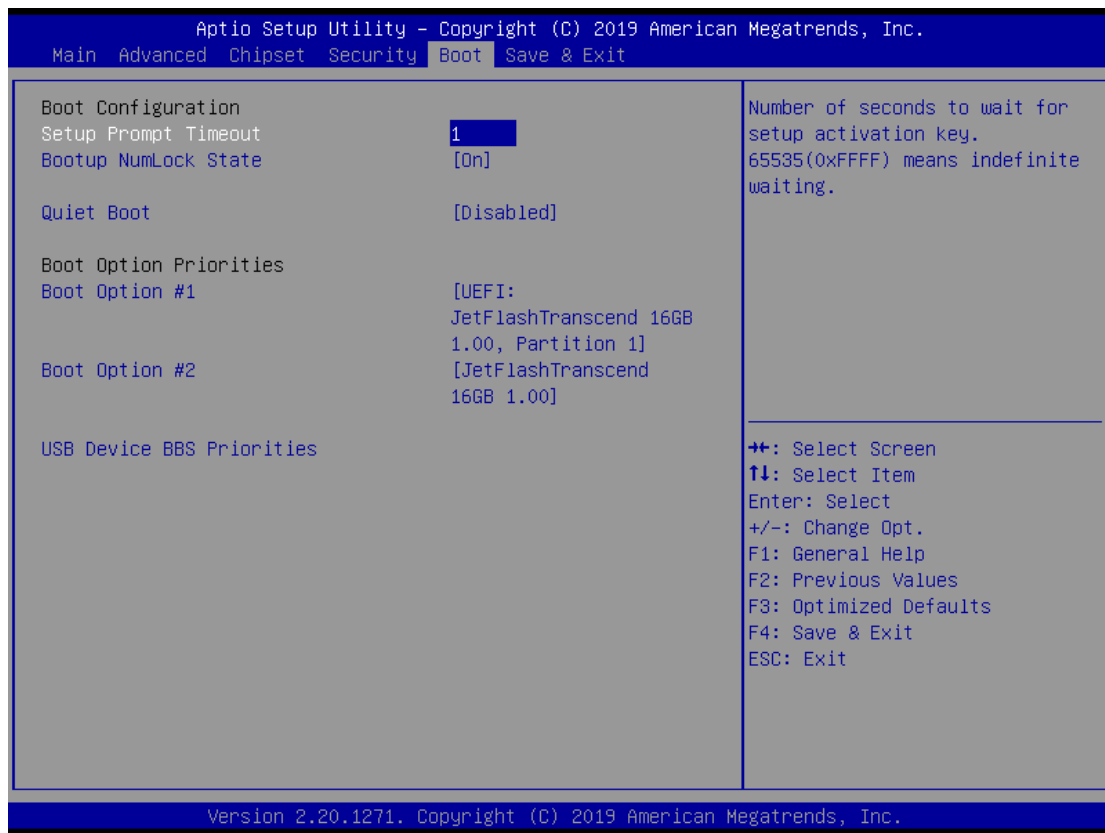 Aptio Setup Utility – Copyright (C) 2019 American Megatrends, Inc.
Main Advanced Chipset Security Boot Save & Exit
Boot Configuration
Setup Prompt Timeout 1
Bootup NumLock State [On]
Quiet Boot [Disabled]
Boot Option Priorities
Boot Option #1 [UEFI:
JetFlashTranscend 16GB
1.00, Partition 1]
Boot Option #2 [JetFlashTranscend
16GB 1.00]
USB Device BBS Priorities
Number of seconds to wait for
setup activation key.
65535(0xFFFF) means indefinite
waiting.
→←: Select Screen
↑↓: Select Item
Enter: Select
+/-: Change Opt.
F1: General Help
F2: Previous Values
F3: Optimized Defaults
F4: Save & Exit
ESC: Exit
Version 2.20.1271. Copyright (C) 2019 American Megatrends, Inc.